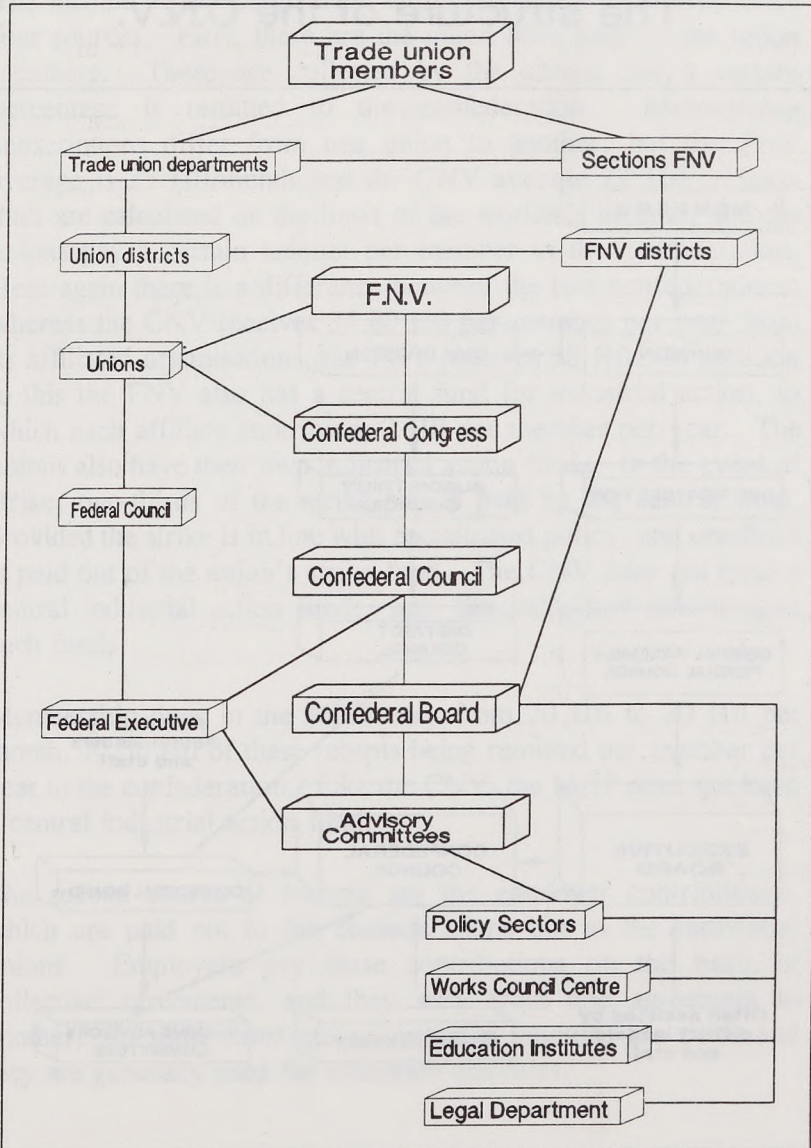 Trade union
members
Trade union departments
Sections FNV
Union districts
FNV districts
F.N.V.
Unions
Confederal Congress
Federal Council
Confederal Council
Federal Executive
Confederal Board
Advisory
Committees
Policy Sectors
Works Council Centre
Education Institutes
Legal Department